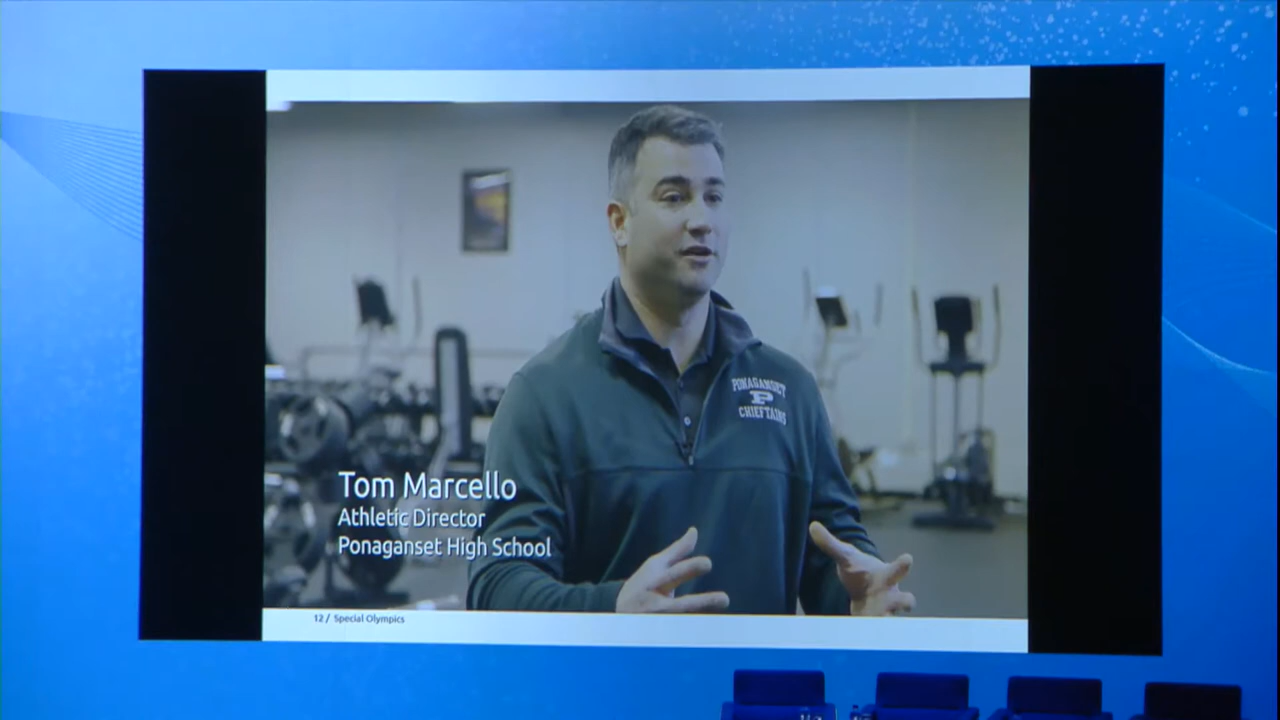 PONAGANSET
P
CHIEFTAINS
Tom Marcello
Athletic Director
Ponaganset High School
12 / Special Olympics